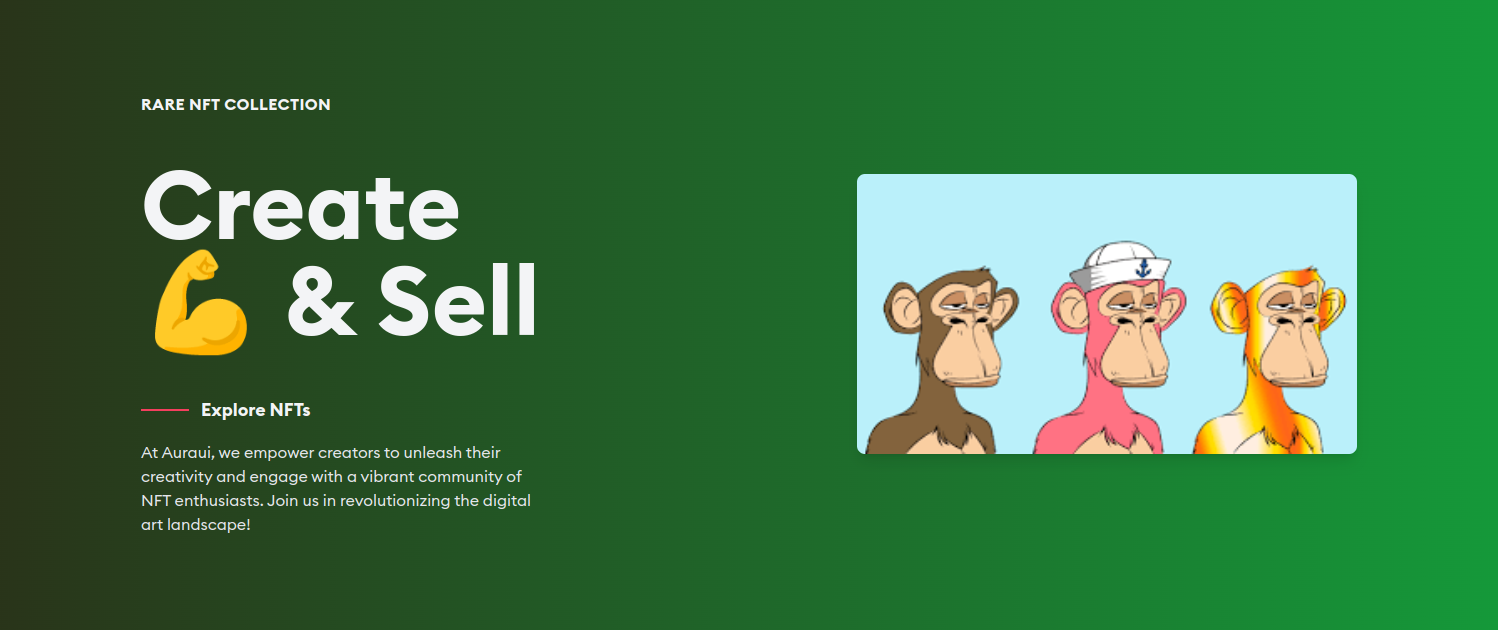 RARE NFT COLLECTION
Create
💪 & Sell
Explore NFTs
At Auraui, we empower creators to unleash their
creativity and engage with a vibrant community of
NFT enthusiasts. Join us in revolutionizing the digital
art landscape!